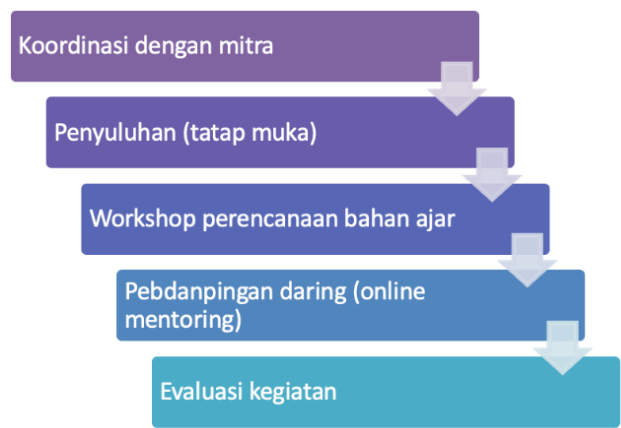 Koordinasi dengan mitra
Penyuluhan (tatap muka)
Workshop perencanaan bahan ajar
Pebdanpingan daring (online
mentoring)
Evaluasi kegiatan